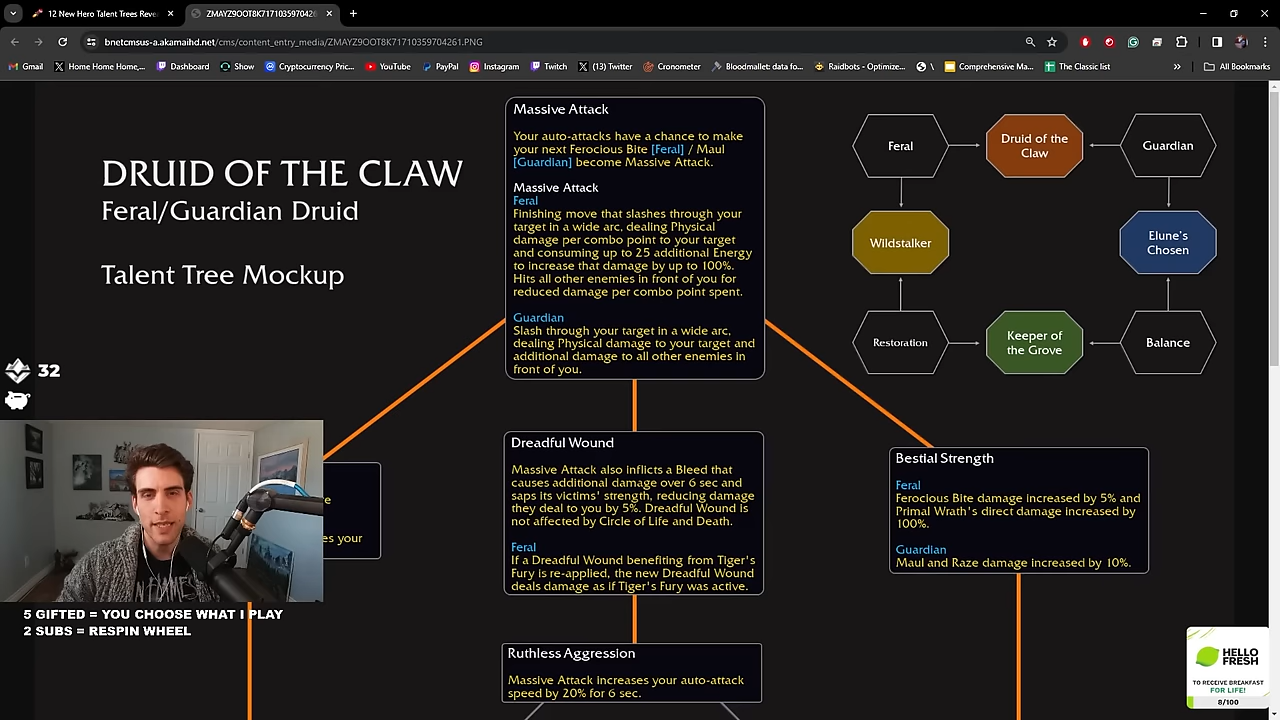 12 New Hero Talent Trees Reve
ZMAYZ9OOT8K71710359704261
bnetcmsus-a.akamaihd.net/cms/content_entry_media/ZMAYZ9OOT8K71710359704261.PNG
Gmail
Home Home Home,...
Dashboard
Show
Cryptocurrency Pric...
YouTube
PayPal
Instagram
Twitch
(13) Twitter
Cronometer
Bloodmallet: data fo...
Raidbots - Optimize...
\
Comprehensive Ma...
The Classic list
»
All Bookmarks
DRUID OF THE CLAW
Feral/Guardian Druid
Talent Tree Mockup
Massive Attack
Your auto-attacks have a chance to make
your next Ferocious Bite [Feral] / Maul
[Guardian] become Massive Attack.
Massive Attack
Feral
Finishing move that slashes through your
target in a wide arc, dealing Physical
damage per combo point to your target
and consuming up to 25 additional Energy
to increase that damage by up to 100%.
Hits all other enemies in front of you for
reduced damage per combo point spent.
Guardian
Slash through your target in a wide arc,
dealing Physical damage to your target and
additional damage to all other enemies in
front of you.
Feral
Druid of the
Claw
Guardian
Wildstalker
Elune's
Chosen
Restoration
Keeper of
the Grove
Balance
32
es your
Dreadful Wound
Massive Attack also inflicts a Bleed that
causes additional damage over 6 sec and
saps its victims' strength, reducing damage
they deal to you by 5%. Dreadful Wound is
not affected by Circle of Life and Death.
Feral
If a Dreadful Wound benefiting from Tiger's
Fury is re-applied, the new Dreadful Wound
deals damage as if Tiger's Fury was active.
Bestial Strength
Feral
Ferocious Bite damage increased by 5% and
Primal Wrath's direct damage increased by
100%.
Guardian
Maul and Raze damage increased by 10%.
5 GIFTED = YOU CHOOSE WHAT I PLAY
2 SUBS = RESPIN WHEEL
Ruthless Aggression
Massive Attack increases your auto-attack
speed by 20% for 6 sec.
HELLO
FRESH
TO RECEIVE BREAKFAST
FOR LIFE!
8/100